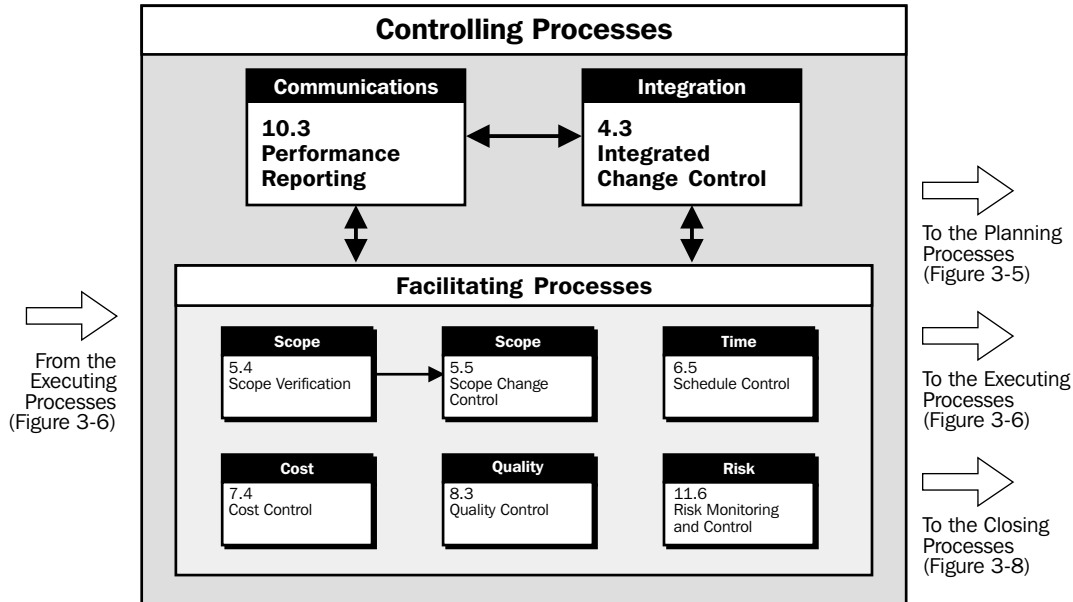 Controlling Processes
Communications
10.3
Performance
Reporting
Integration
4.3
Integrated
Change Control
Facilitating Processes
Scope
5.4
Scope Verification
Scope
5.5
Scope Change
Control
Time
6.5
Schedule Control
Cost
7.4
Cost Control
Quality
8.3
Quality Control
Risk
11.6
Risk Monitoring
and Control
From the
Executing
Processes
(Figure 3-6)
To the Planning
Processes
(Figure 3-5)
To the Executing
Processes
(Figure 3-6)
To the Closing
Processes
(Figure 3-8)